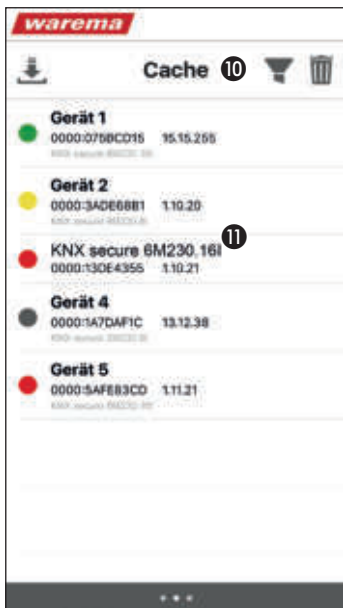 warema
Cache 10
Gerät 1
0000:075BCD15 15.15.255
Gerät 2
0000:3ADE68B1 1.10.20
KNX secure 6M230.16I 11
0000:13DE4355 1.10.21
Gerät 4
0000:1A7DAF1C 13.12.38
Gerät 5
0000:5AFE83CD 1.11.21